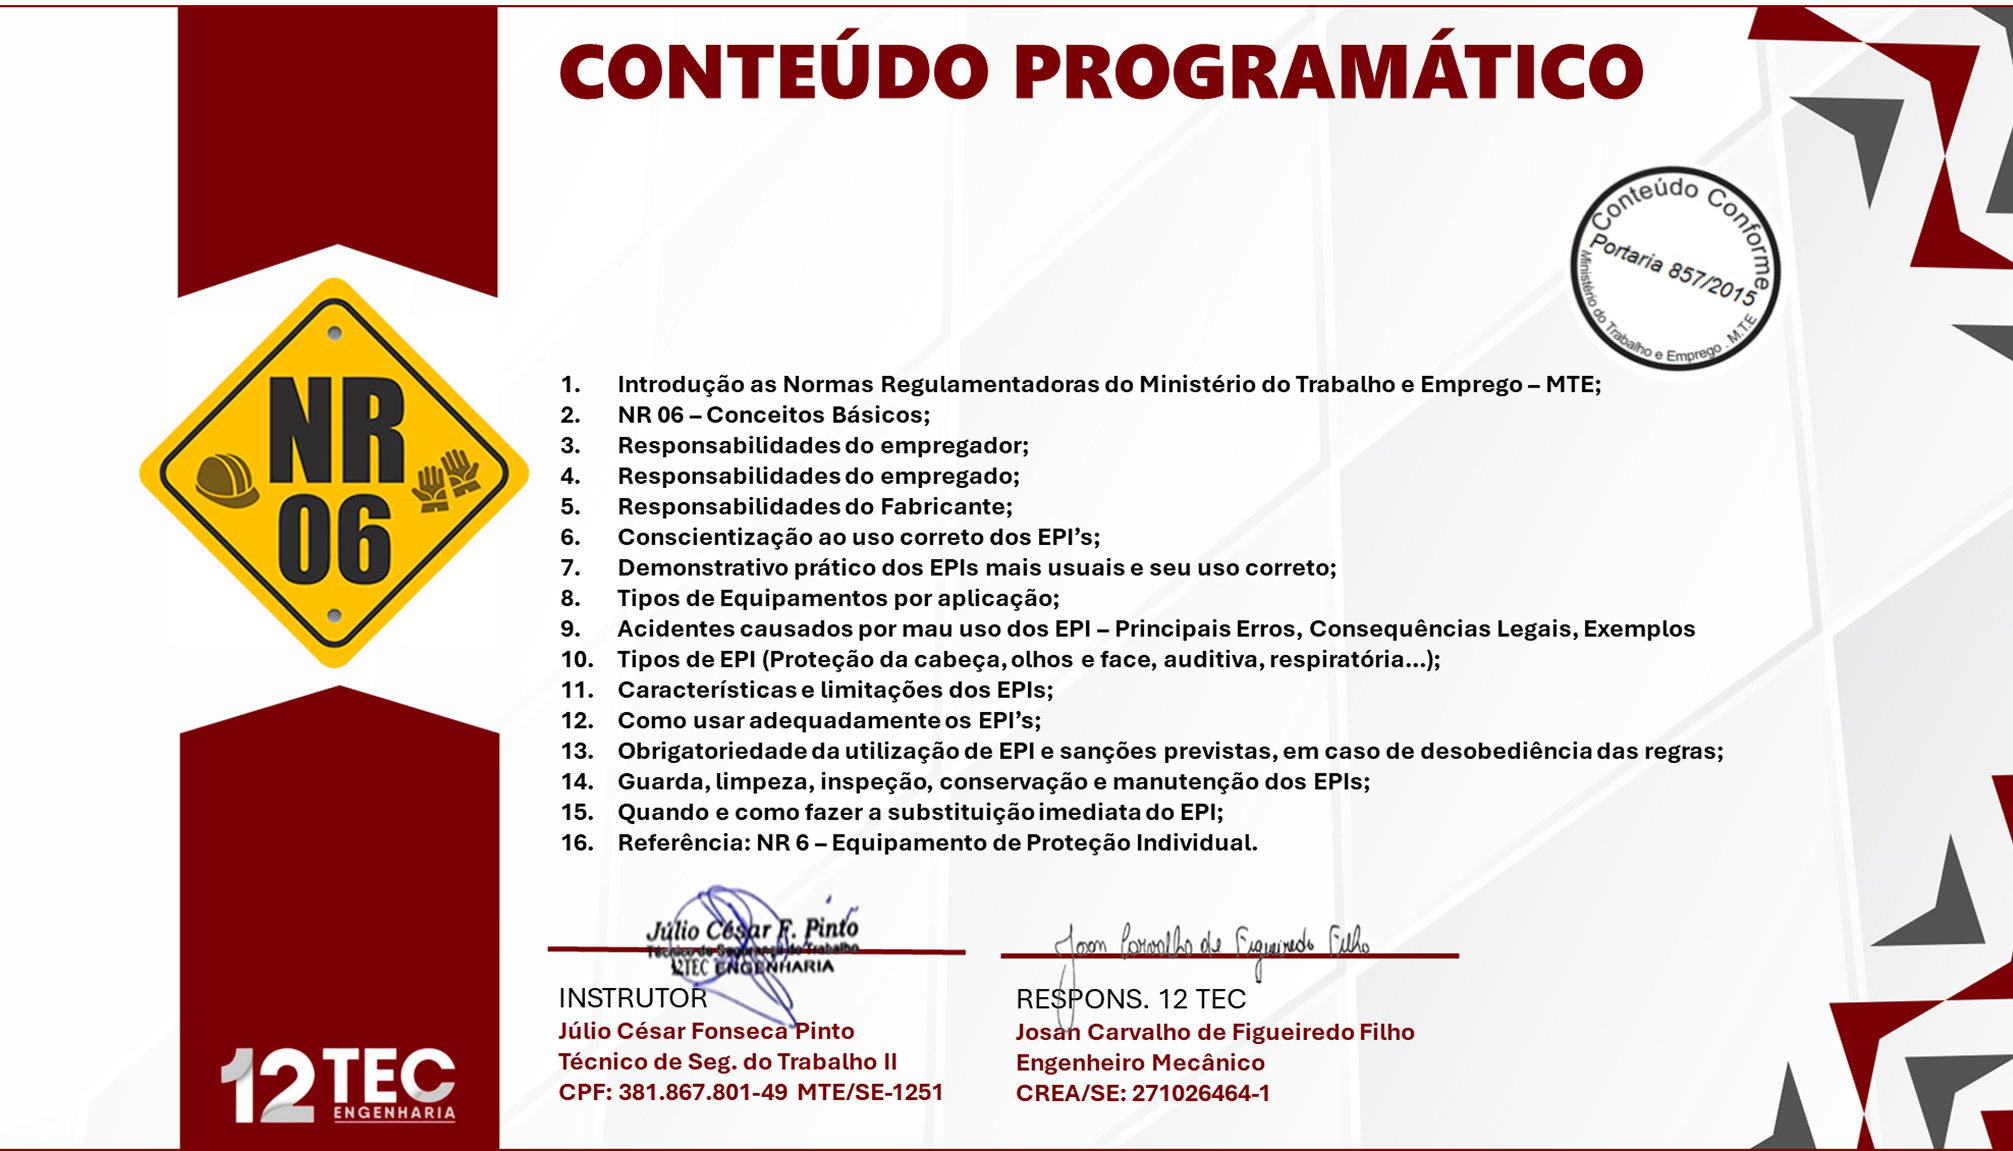 CONTEÚDO PROGRAMÁTICO
Conteúdo Conforme
Portaria 857/2015
Ministério do Trabalho e Emprego . M.T.E
NR
06
1. Introdução as Normas Regulamentadoras do Ministério do Trabalho e Emprego – MTE;
2. NR 06 – Conceitos Básicos;
3. Responsabilidades do empregador;
4. Responsabilidades do empregado;
5. Responsabilidades do Fabricante;
6. Conscientização ao uso correto dos EPI’s;
7. Demonstrativo prático dos EPIs mais usuais e seu uso correto;
8. Tipos de Equipamentos por aplicação;
9. Acidentes causados por mau uso dos EPI – Principais Erros, Consequências Legais, Exemplos
10. Tipos de EPI (Proteção da cabeça, olhos e face, auditiva, respiratória...);
11. Características e limitações dos EPIs;
12. Como usar adequadamente os EPI’s;
13. Obrigatoriedade da utilização de EPI e sanções previstas, em caso de desobediência das regras;
14. Guarda, limpeza, inspeção, conservação e manutenção dos EPIs;
15. Quando e como fazer a substituição imediata do EPI;
16. Referência: NR 6 – Equipamento de Proteção Individual.
Júlio César F. Pinto
Técnico de Segurança do Trabalho
12TEC ENGENHARIA
INSTRUTOR
Júlio César Fonseca Pinto
Técnico de Seg. do Trabalho II
CPF: 381.867.801-49 MTE/SE-1251
Josan Carvalho de Figueiredo Filho
RESPONS. 12 TEC
Josan Carvalho de Figueiredo Filho
Engenheiro Mecânico
CREA/SE: 271026464-1
12 TEC
ENGENHARIA